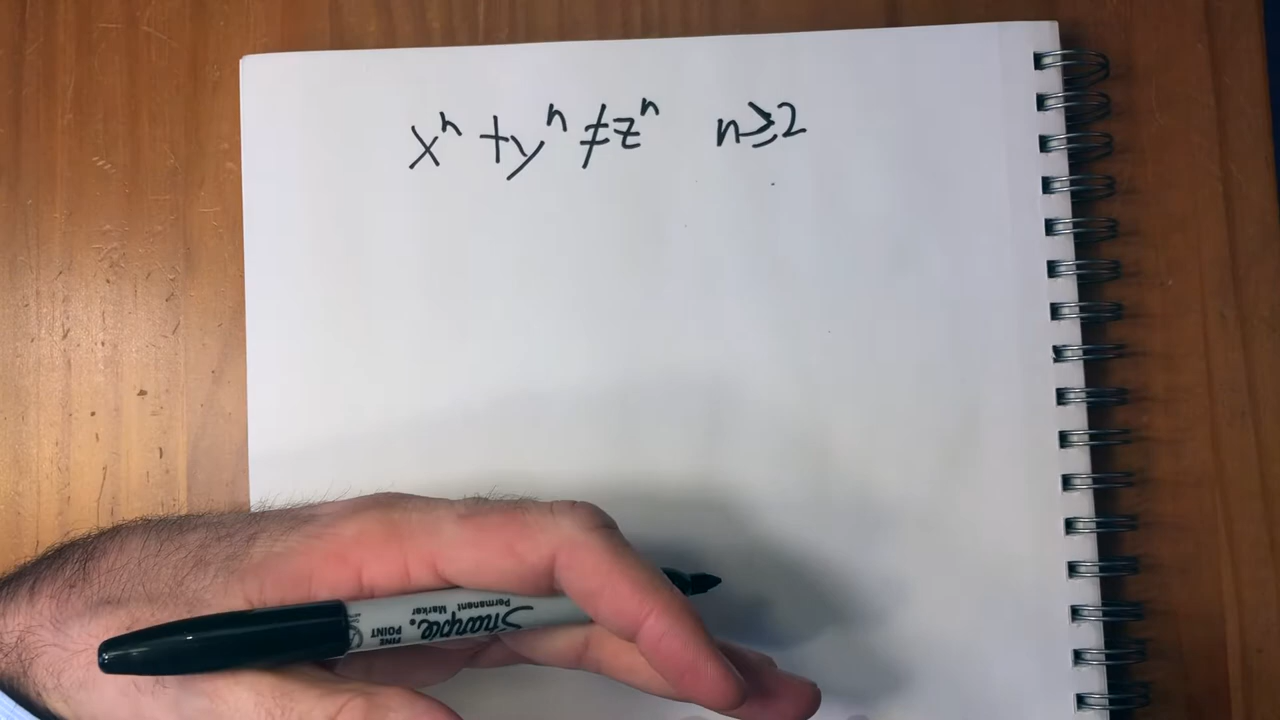 xⁿ + yⁿ ≠ zⁿ n ≥ 2
Sharpie.
Permanent
Marker
FINE
POINT